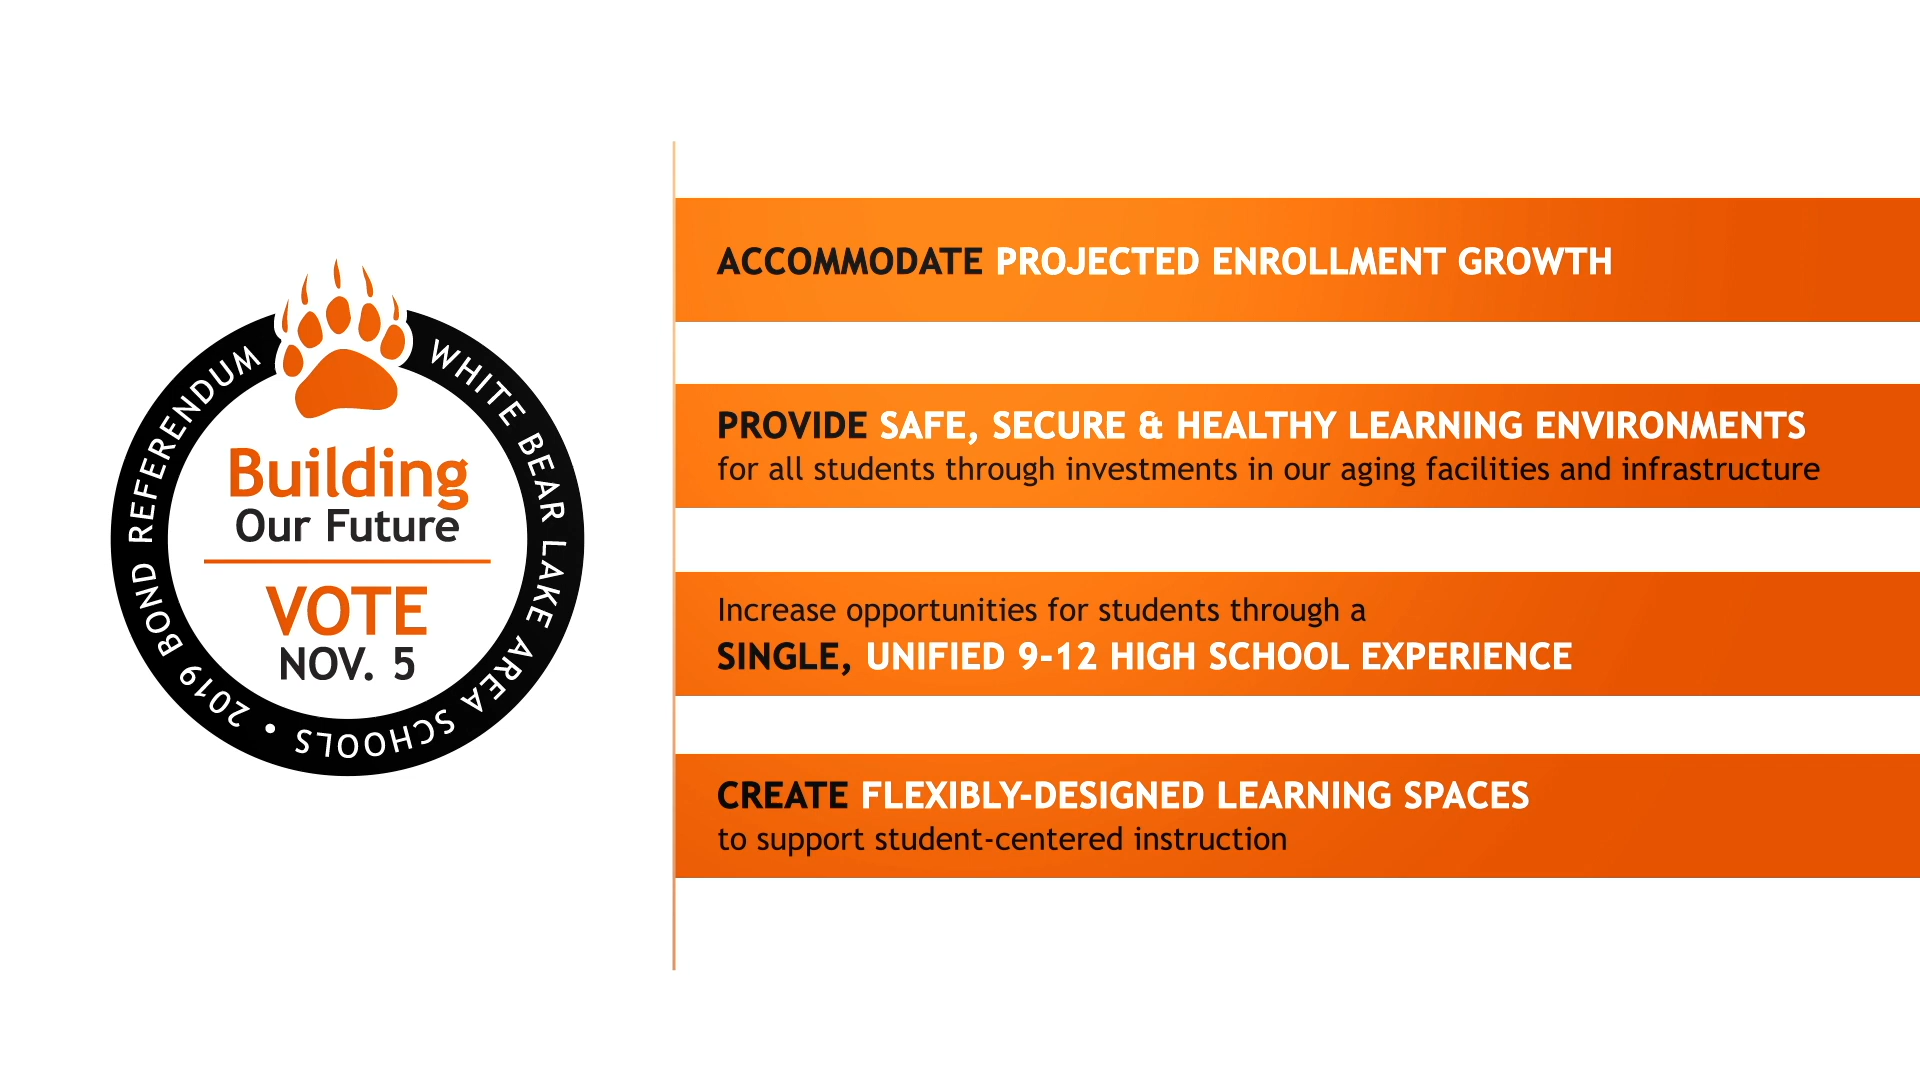 WHITE BEAR LAKE AREA SCHOOLS • 2019 BOND REFERENDUM
Building
Our Future
VOTE
NOV. 5
ACCOMMODATE PROJECTED ENROLLMENT GROWTH
PROVIDE SAFE, SECURE & HEALTHY LEARNING ENVIRONMENTS
for all students through investments in our aging facilities and infrastructure
Increase opportunities for students through a
SINGLE, UNIFIED 9-12 HIGH SCHOOL EXPERIENCE
CREATE FLEXIBLY-DESIGNED LEARNING SPACES
to support student-centered instruction